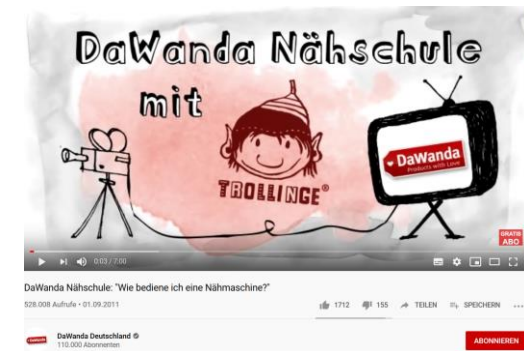 DaWanda Nähschule
mit
TROLLINGE®
DaWanda
Products with Love
GRATIS
ABO
0:03 / 7:00
DaWanda Nähschule: "Wie bediene ich eine Nähmaschine?"
528.008 Aufrufe • 01.09.2011
1712
155
TEILEN
SPEICHERN
DaWanda Deutschland
110.000 Abonnenten
ABONNIEREN